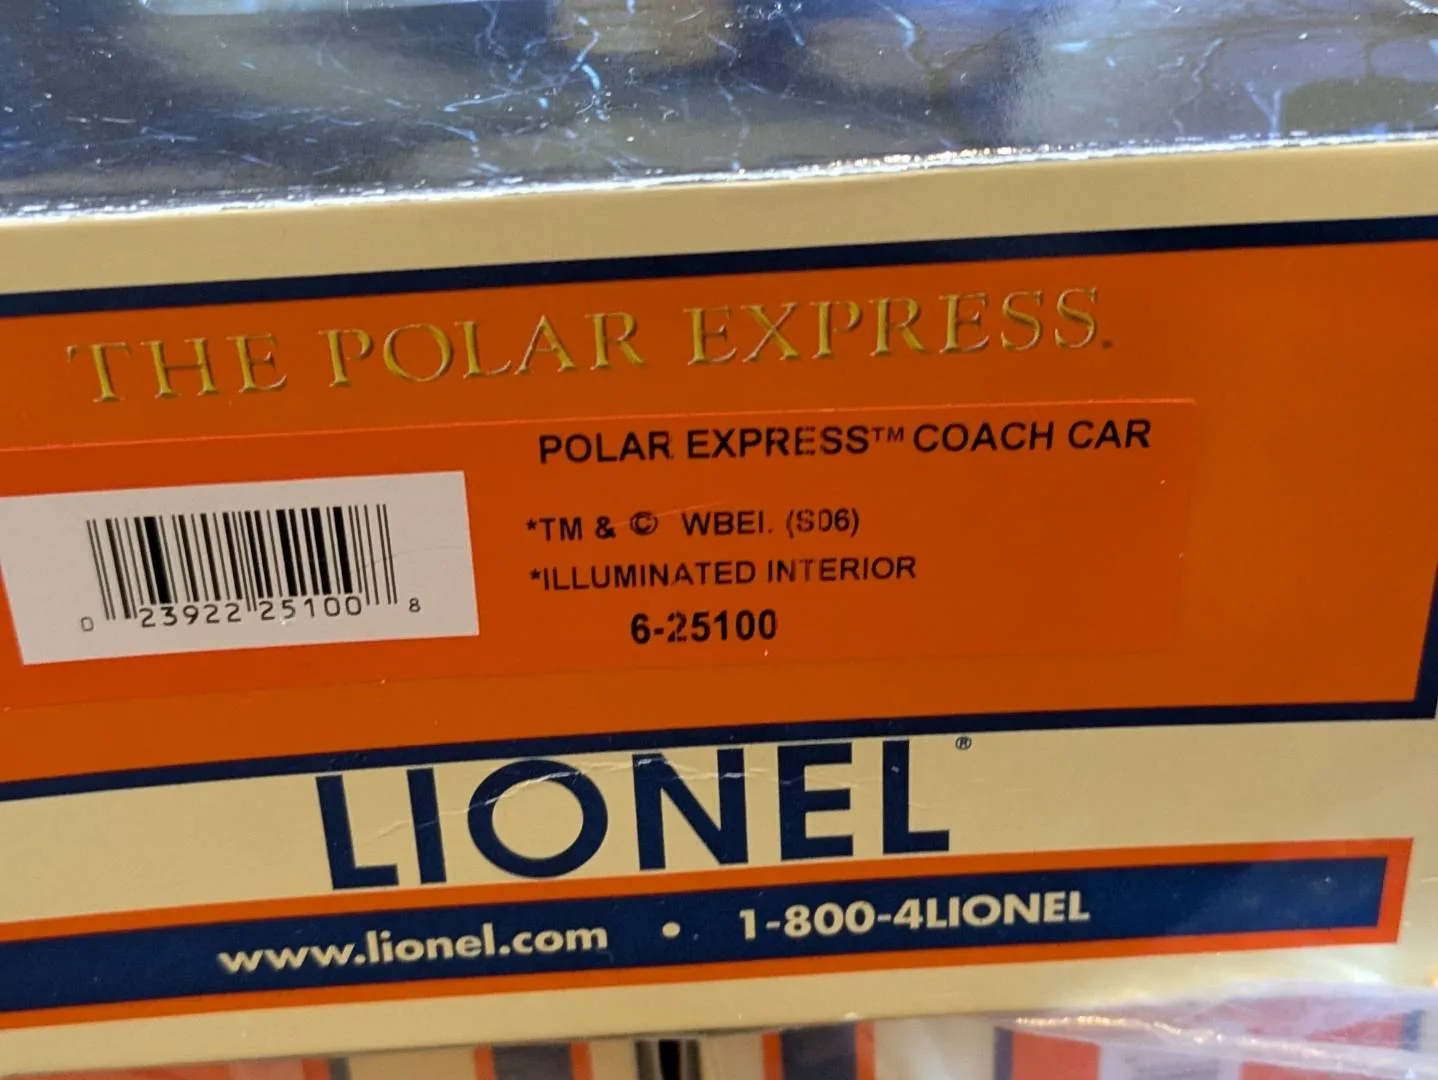 THE POLAR EXPRESS.
POLAR EXPRESS™ COACH CAR
*TM & © WBEI. (S06)
*ILLUMINATED INTERIOR
6-25100
0 23922 25100 8
LIONEL®
www.lionel.com • 1-800-4LIONEL